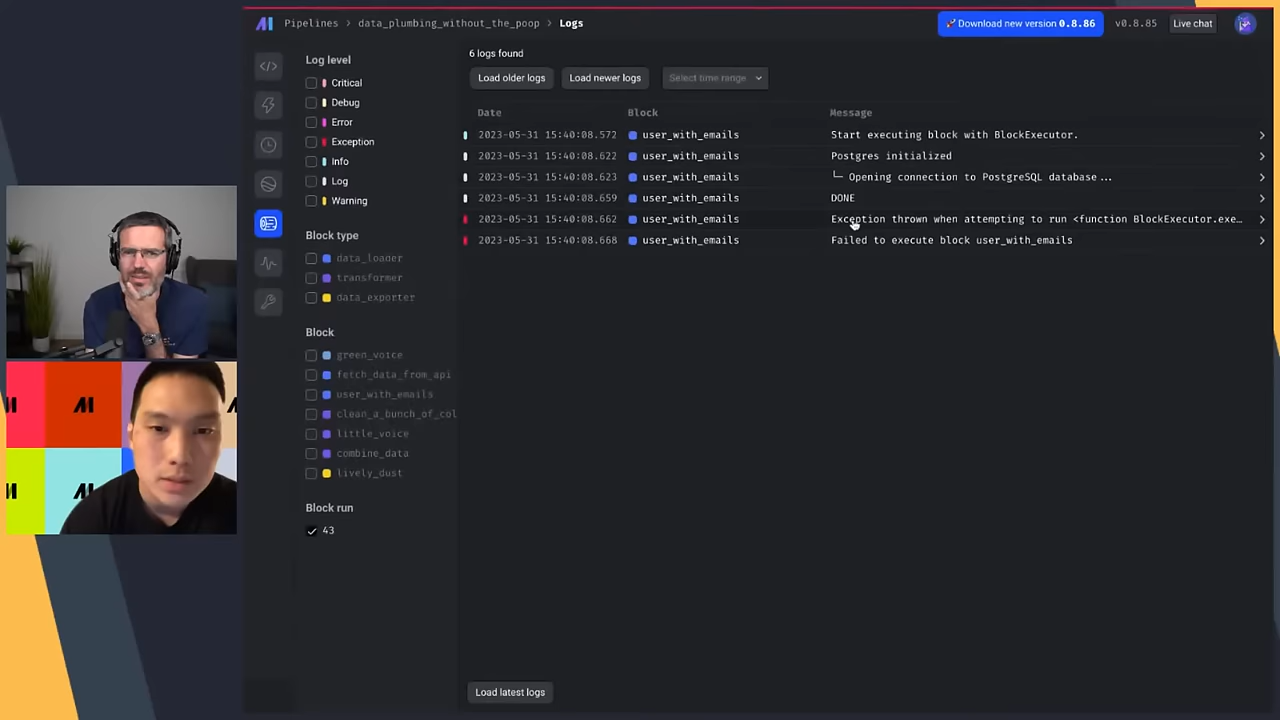 Pipelines > data_plumbing_without_the_poop > Logs
Download new version 0.8.86
v0.8.85
Live chat
Log level
Critical
Debug
Error
Exception
Info
Log
Warning
Block type
data_loader
transformer
data_exporter
Block
green_voice
fetch_data_from_api
user_with_emails
clean_a_bunch_of_col
little_voice
combine_data
lively_dust
Block run
43
6 logs found
Load older logs
Load newer logs
Select time range
Date Block Message
2023-05-31 15:40:08.572 user_with_emails Start executing block with BlockExecutor.
2023-05-31 15:40:08.622 user_with_emails Postgres initialized
2023-05-31 15:40:08.623 user_with_emails └─ Opening connection to PostgreSQL database...
2023-05-31 15:40:08.659 user_with_emails DONE
2023-05-31 15:40:08.662 user_with_emails Exception thrown when attempting to run <function BlockExecutor.exe…
2023-05-31 15:40:08.668 user_with_emails Failed to execute block user_with_emails
Load latest logs